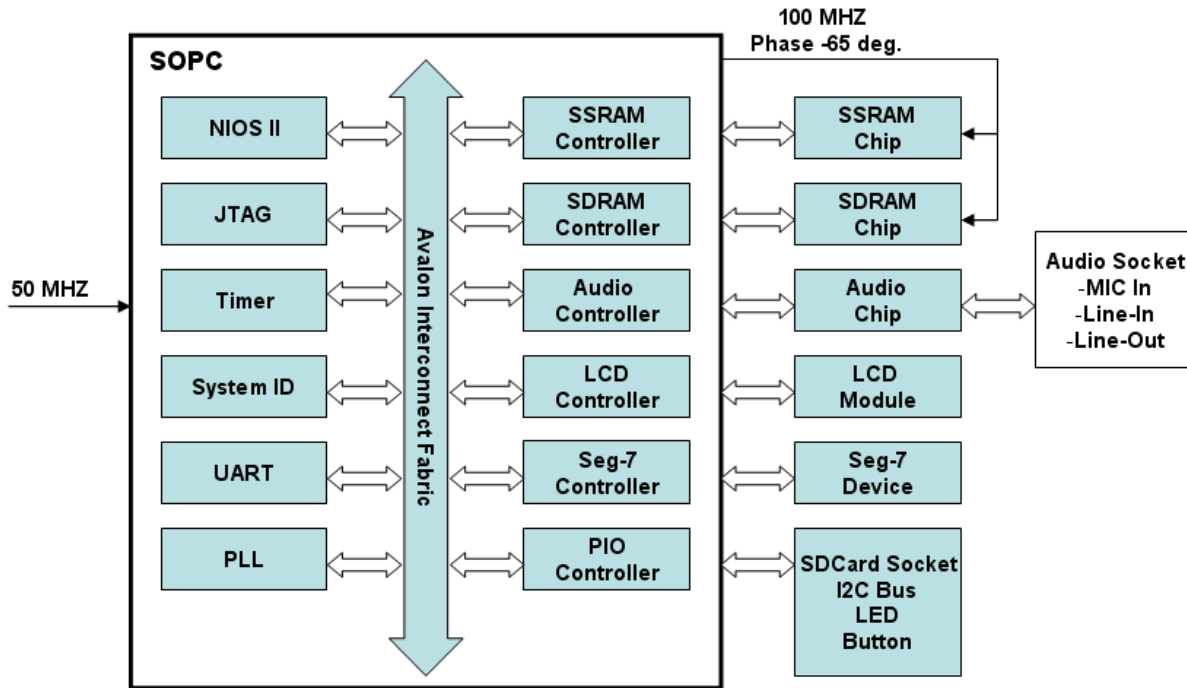 100 MHZ
Phase -65 deg.
SOPC
NIOS II
SSRAM
Controller
SSRAM
Chip
JTAG
SDRAM
Controller
SDRAM
Chip
50 MHZ
Timer
Audio
Controller
Audio
Chip
Audio Socket
-MIC In
-Line-In
-Line-Out
Avalon Interconnect Fabric
System ID
LCD
Controller
LCD
Module
UART
Seg-7
Controller
Seg-7
Device
PLL
PIO
Controller
SDCard Socket
I2C Bus
LED
Button